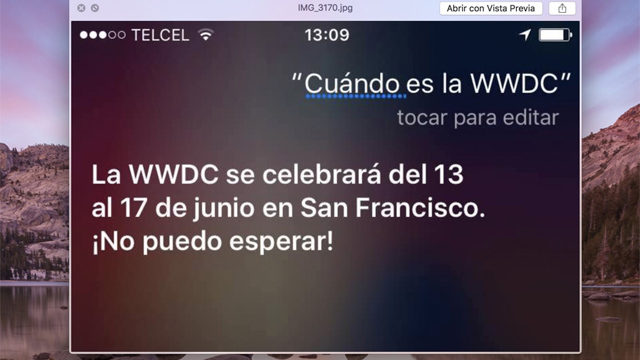 IMG_3170.jpg
Abrir con Vista Previa
TELCEL 13:09
“Cuándo es la WWDC”
tocar para editar
La WWDC se celebrará del 13
al 17 de junio en San Francisco.
¡No puedo esperar!